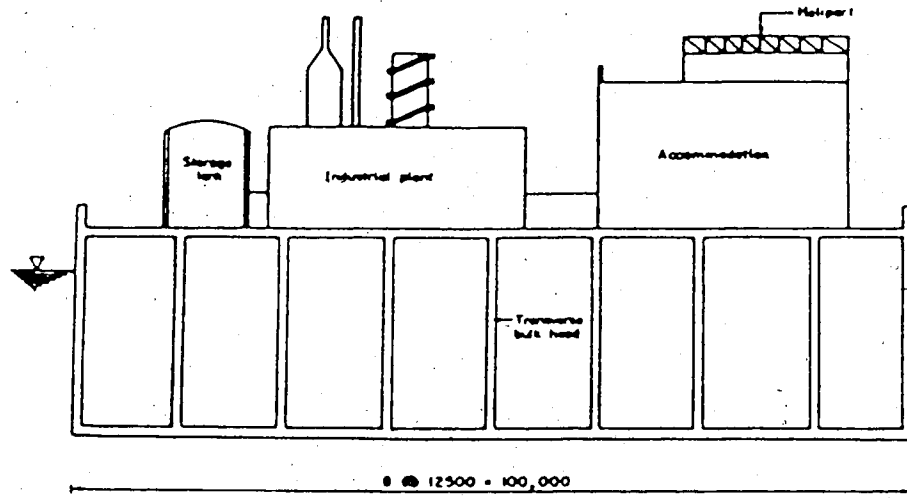 Helipart
Storage
tank
Industrial plant
Accommodation
Transverse
bulk head
8 @ 12500 = 100,000